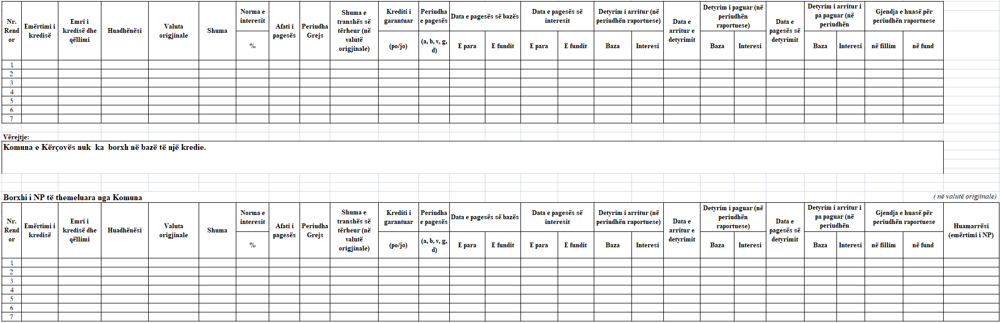 Nr. Rend or	Emërtimi i kredisë	Emri i kredisë dhe qëllimi	Huadhënësi	Valuta origjinale	Shuma	Norma e interesit	Afati i pagesës	Periudha Grejs	Shuma e transhës së tërheur (në valutë origjinale)	Krediti i garantuar	Periudha e pagesës	Data e pagesës së bazës	Data e pagesës së interesit	Detyrim i arritur (në periudhën raportuese)	Data e arritur e detyrimit	Detyrim i paguar (në periudhën raportuese)	Data e pagesës së detyrimit	Detyrim i arritur i pa paguar (në periudhën	Gjendja e huasë për periudhën raportuese
%	(po/jo)	(a, b, v, g, d)	E para	E fundit	E para	E fundit	Baza	Interesi	Baza	Interesi	Baza	Interesi	në fillim	në fund
1
2
3
4
5
6
7
Vërejtje:
Komuna e Kërçovës nuk ka borxh në bazë të një kredie.
Borxhi i NP të themeluara nga Komuna	( në valutë origjinale)
Nr. Rend or	Emërtimi i kredisë	Emri i kredisë dhe qëllimi	Huadhënësi	Valuta origjinale	Shuma	Norma e interesit	Afati i pagesës	Periudha Grejs	Shuma e transhës së tërheur (në valutë origjinale)	Krediti i garantuar	Periudha e pagesës	Data e pagesës së bazës	Data e pagesës së interesit	Detyrim i arritur (në periudhën raportuese)	Data e arritur e detyrimit	Detyrim i paguar (në periudhën raportuese)	Data e pagesës së detyrimit	Detyrim i arritur i pa paguar (në periudhën	Gjendja e huasë për periudhën raportuese	Huamarrësi (emërtimi i NP)
%	(po/jo)	(a, b, v, g, d)	E para	E fundit	E para	E fundit	Baza	Interesi	Baza	Interesi	Baza	Interesi	në fillim	në fund
1
2
3
4
5
6
7